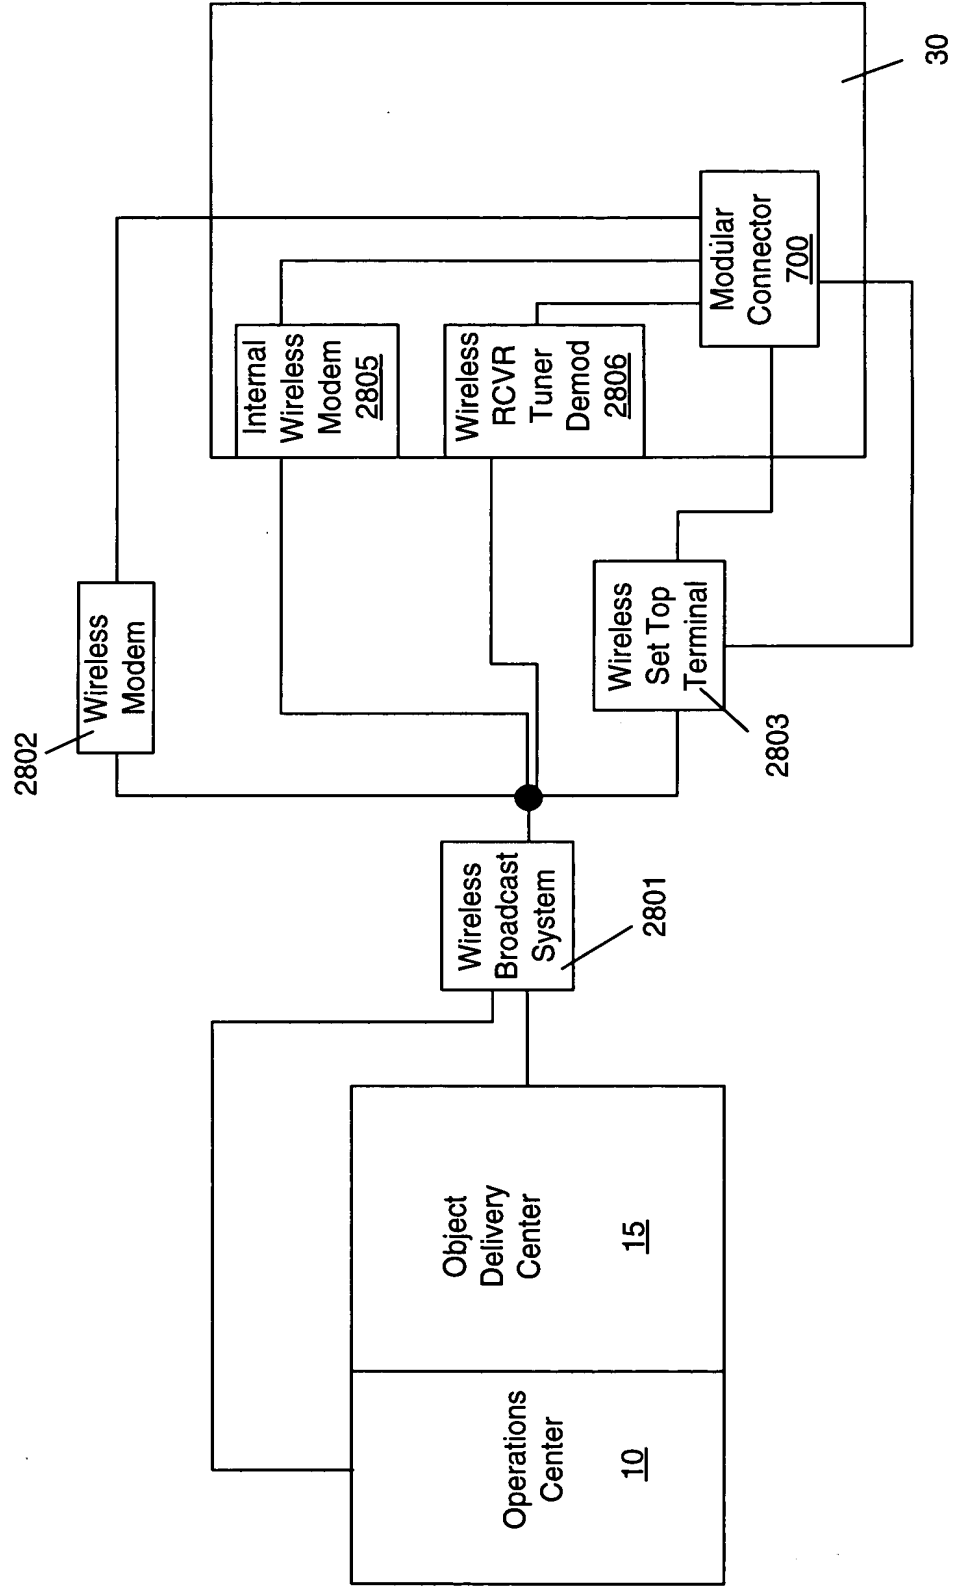 Operations
Center
10
Object
Delivery
Center
15
Wireless
Broadcast
System
2801
2802
Wireless
Modem
Wireless
Set Top
Terminal
2803
Internal
Wireless
Modem
2805
Wireless
RCVR
Tuner
Demod
2806
Modular
Connector
700
30